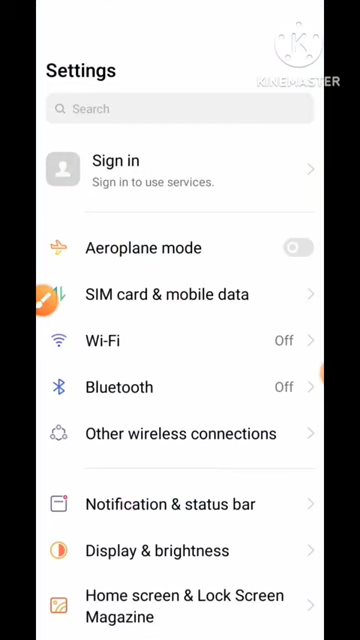 K
KINEMASTER
Settings
Search
Sign in
Sign in to use services.
Aeroplane mode
SIM card & mobile data
Wi-Fi Off
Bluetooth Off
Other wireless connections
Notification & status bar
Display & brightness
Home screen & Lock Screen
Magazine